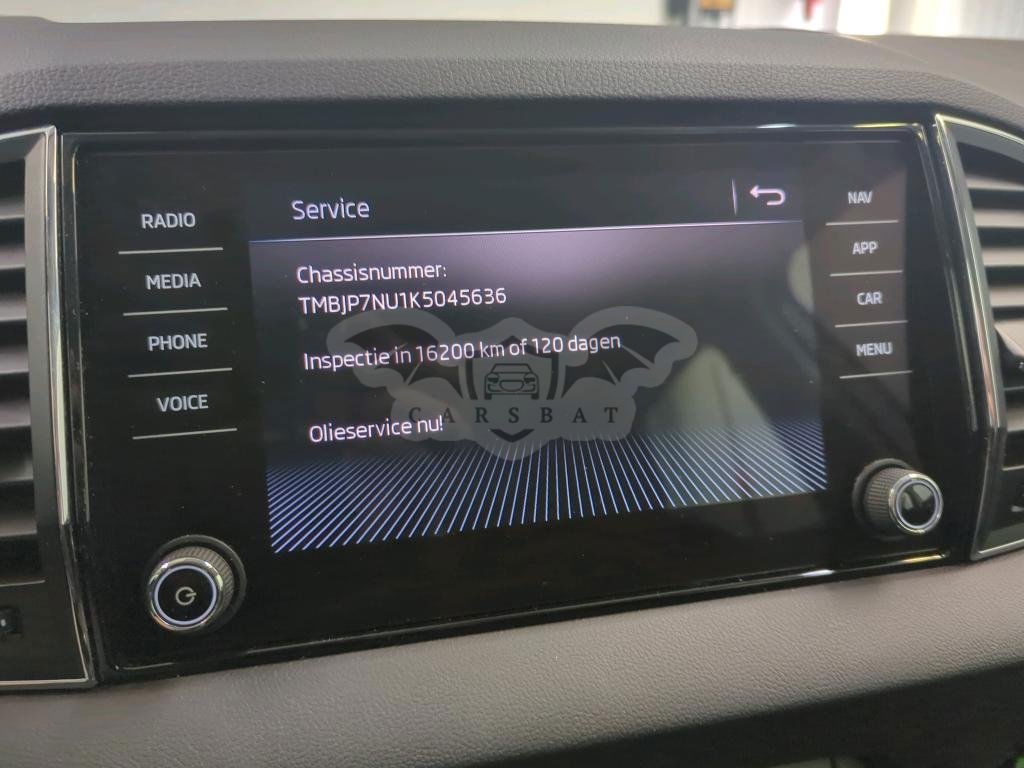 Service
RADIO
MEDIA
PHONE
VOICE
Chassisnummer:
TMBJP7NU1K5045636
Inspectie in 16200 km of 120 dagen
Olieservice nu!
CARSBAT
NAV
APP
CAR
MENU